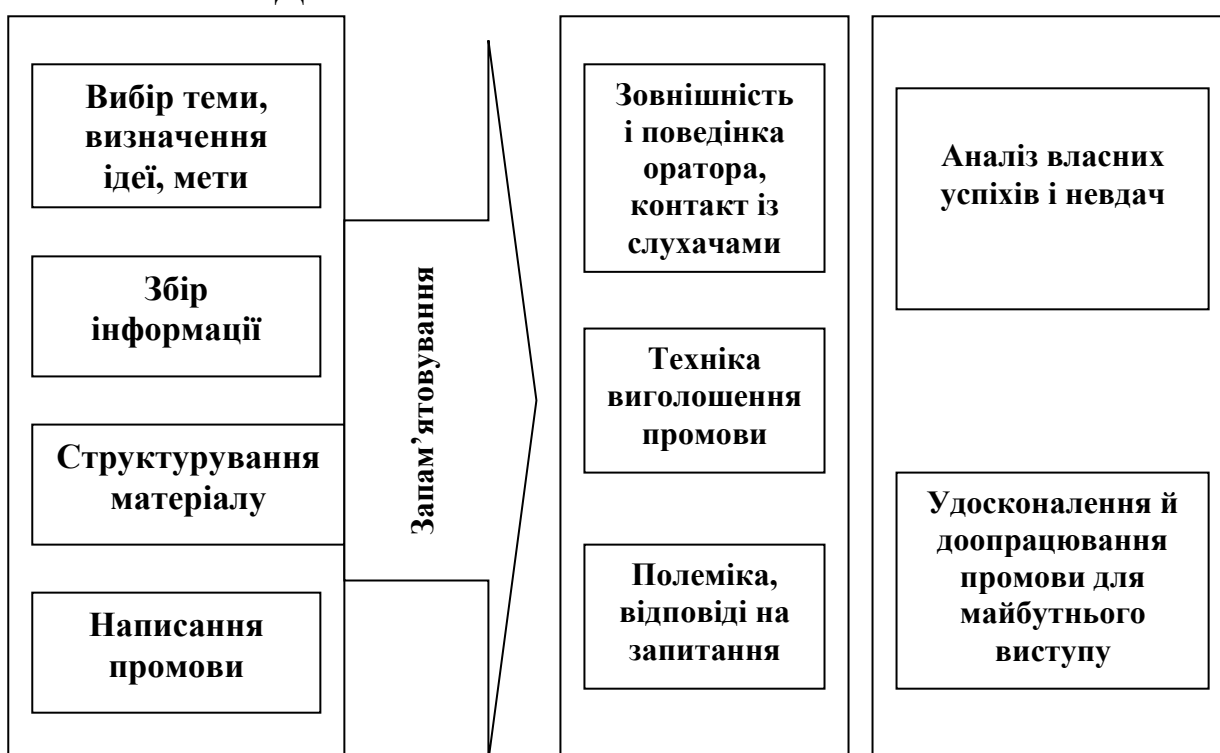 Вибір теми,
визначення
ідеї, мети
Збір
інформації
Структурування
матеріалу
Написання
промови
Запам’ятовування
Зовнішність
і поведінка
оратора,
контакт із
слухачами
Техніка
виголошення
промови
Полеміка,
відповіді на
запитання
Аналіз власних
успіхів і невдач
Удосконалення й
доопрацювання
промови для
майбутнього
виступу